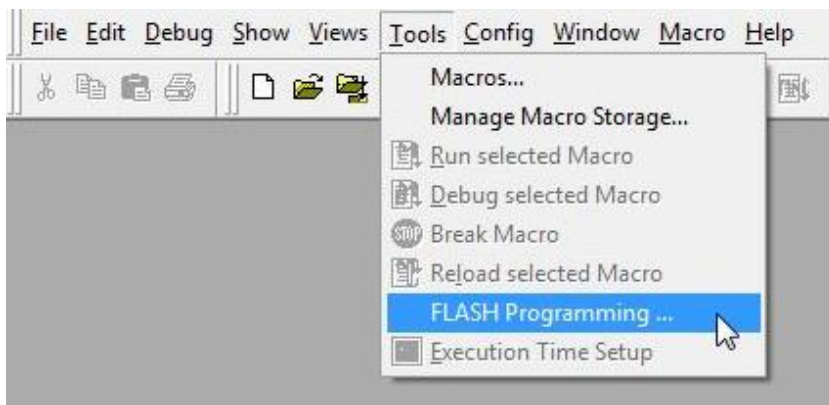 File Edit Debug Show Views Tools Config Window Macro Help
Macros...
Manage Macro Storage...
Run selected Macro
Debug selected Macro
STOP Break Macro
Reload selected Macro
FLASH Programming ...
Execution Time Setup